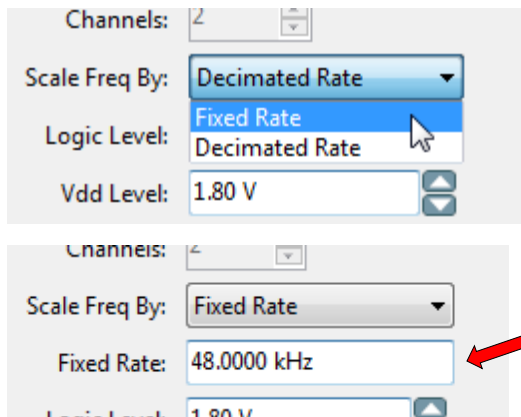 Channels: 2
Scale Freq By: Decimated Rate
Fixed Rate
Logic Level:
Decimated Rate
Vdd Level: 1.80 V
Channels: 2
Scale Freq By: Fixed Rate
Fixed Rate: 48.0000 kHz
Logic Level: 1.80 V